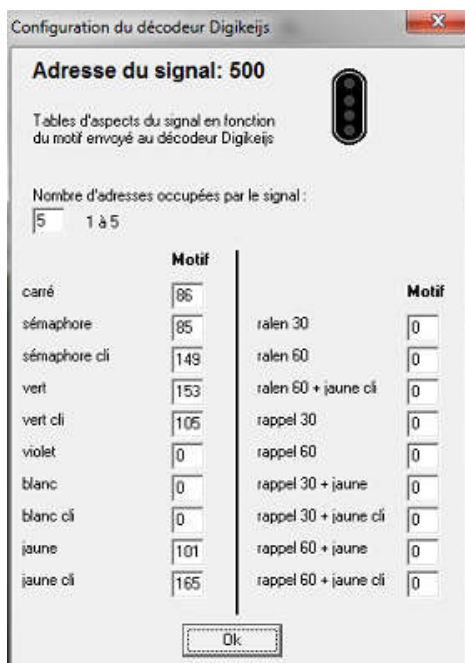 Configuration du décodeur Digikeijs
Adresse du signal: 500
Tables d'aspects du signal en fonction
du motif envoyé au décodeur Digikeijs
Nombre d'adresses occupées par le signal :
5 1 à 5
Motif
carré 86
sémaphore 85
sémaphore cli 149
vert 153
vert cli 105
violet 0
blanc 0
blanc cli 0
jaune 101
jaune cli 165
Motif
ralen 30 0
ralen 60 0
ralen 60 + jaune cli 0
rappel 30 0
rappel 60 0
rappel 30 + jaune 0
rappel 30 + jaune cli 0
rappel 60 + jaune 0
rappel 60 + jaune cli 0
Ok